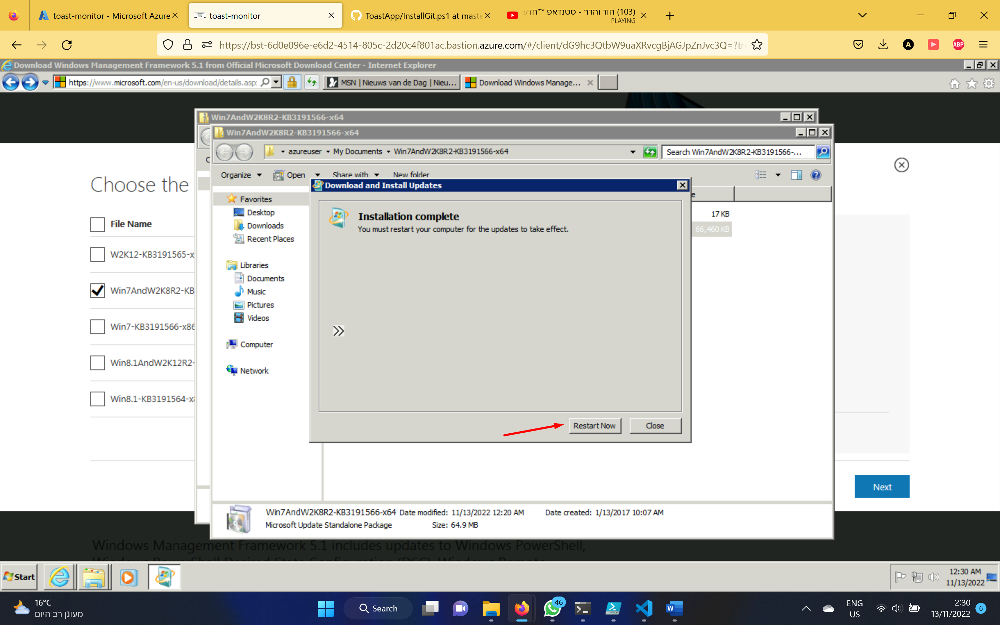 toast-monitor - Microsoft Azure
toast-monitor
ToastApp/InstallGit.ps1 at maste
(103) הוד והדר - סטנדאפ **חדש
PLAYING
https://bst-6d0e096e-e6d2-4514-805c-2d20c4f801ac.bastion.azure.com/#/client/dG9hc3QtbW9uaXRvcgBjAGJpZnJvc3Q=?tru
ABP
Download Windows Management Framework 5.1 from Official Microsoft Download Center - Internet Explorer
https://www.microsoft.com/en-us/download/details.asp:
MSN | Nieuws van de Dag | Nieu...
Download Windows Manage...
Win7AndW2K8R2-KB3191566-x64
Win7AndW2K8R2-KB3191566-x64
azureuser
My Documents
Win7AndW2K8R2-KB3191566-x64
Search Win7AndW2K8R2-KB3191566-...
Organize
Open
Share with
New folder
Choose the
File Name
W2K12-KB3191565-x
Win7AndW2K8R2-KB
Win7-KB3191566-x86
Win8.1AndW2K12R2-
Win8.1-KB3191564-x8
Favorites
Desktop
Downloads
Recent Places
Libraries
Documents
Music
Pictures
Videos
Computer
Network
Download and Install Updates
Installation complete
You must restart your computer for the updates to take effect.
Restart Now
Close
17 KB
66,460 KB
Next
Win7AndW2K8R2-KB3191566-x64 Date modified: 11/13/2022 12:20 AM Date created: 1/13/2017 10:07 AM
Microsoft Update Standalone Package Size: 64.9 MB
Windows Management Framework 5.1 includes updates to Windows PowerShell,
Windows PowerShell Desired State Configuration (DSC), Windows Remote
Start
12:30 AM
11/13/2022
16°C
מעונן רב היום
Search
46
ENG
US
2:30
13/11/2022
6